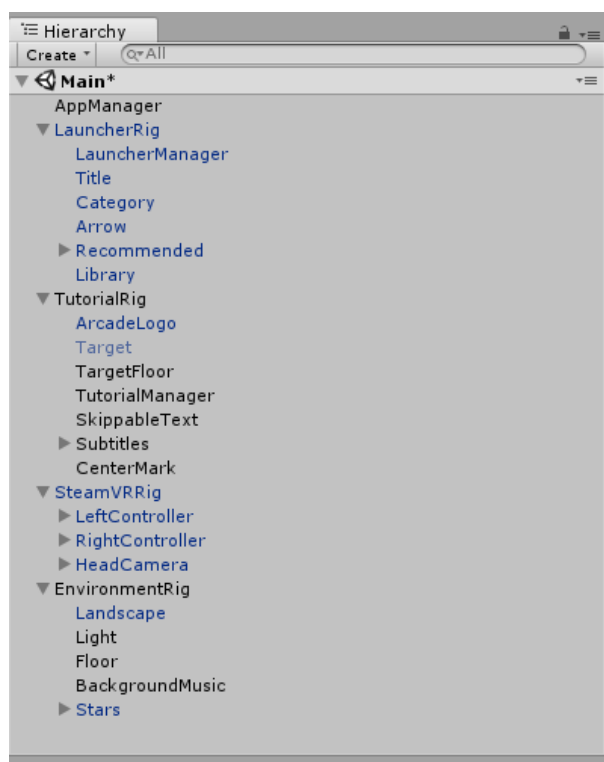 Hierarchy
Create All
Main*
AppManager
LauncherRig
LauncherManager
Title
Category
Arrow
Recommended
Library
TutorialRig
ArcadeLogo
Target
TargetFloor
TutorialManager
SkippableText
Subtitles
CenterMark
SteamVRRig
LeftController
RightController
HeadCamera
EnvironmentRig
Landscape
Light
Floor
BackgroundMusic
Stars